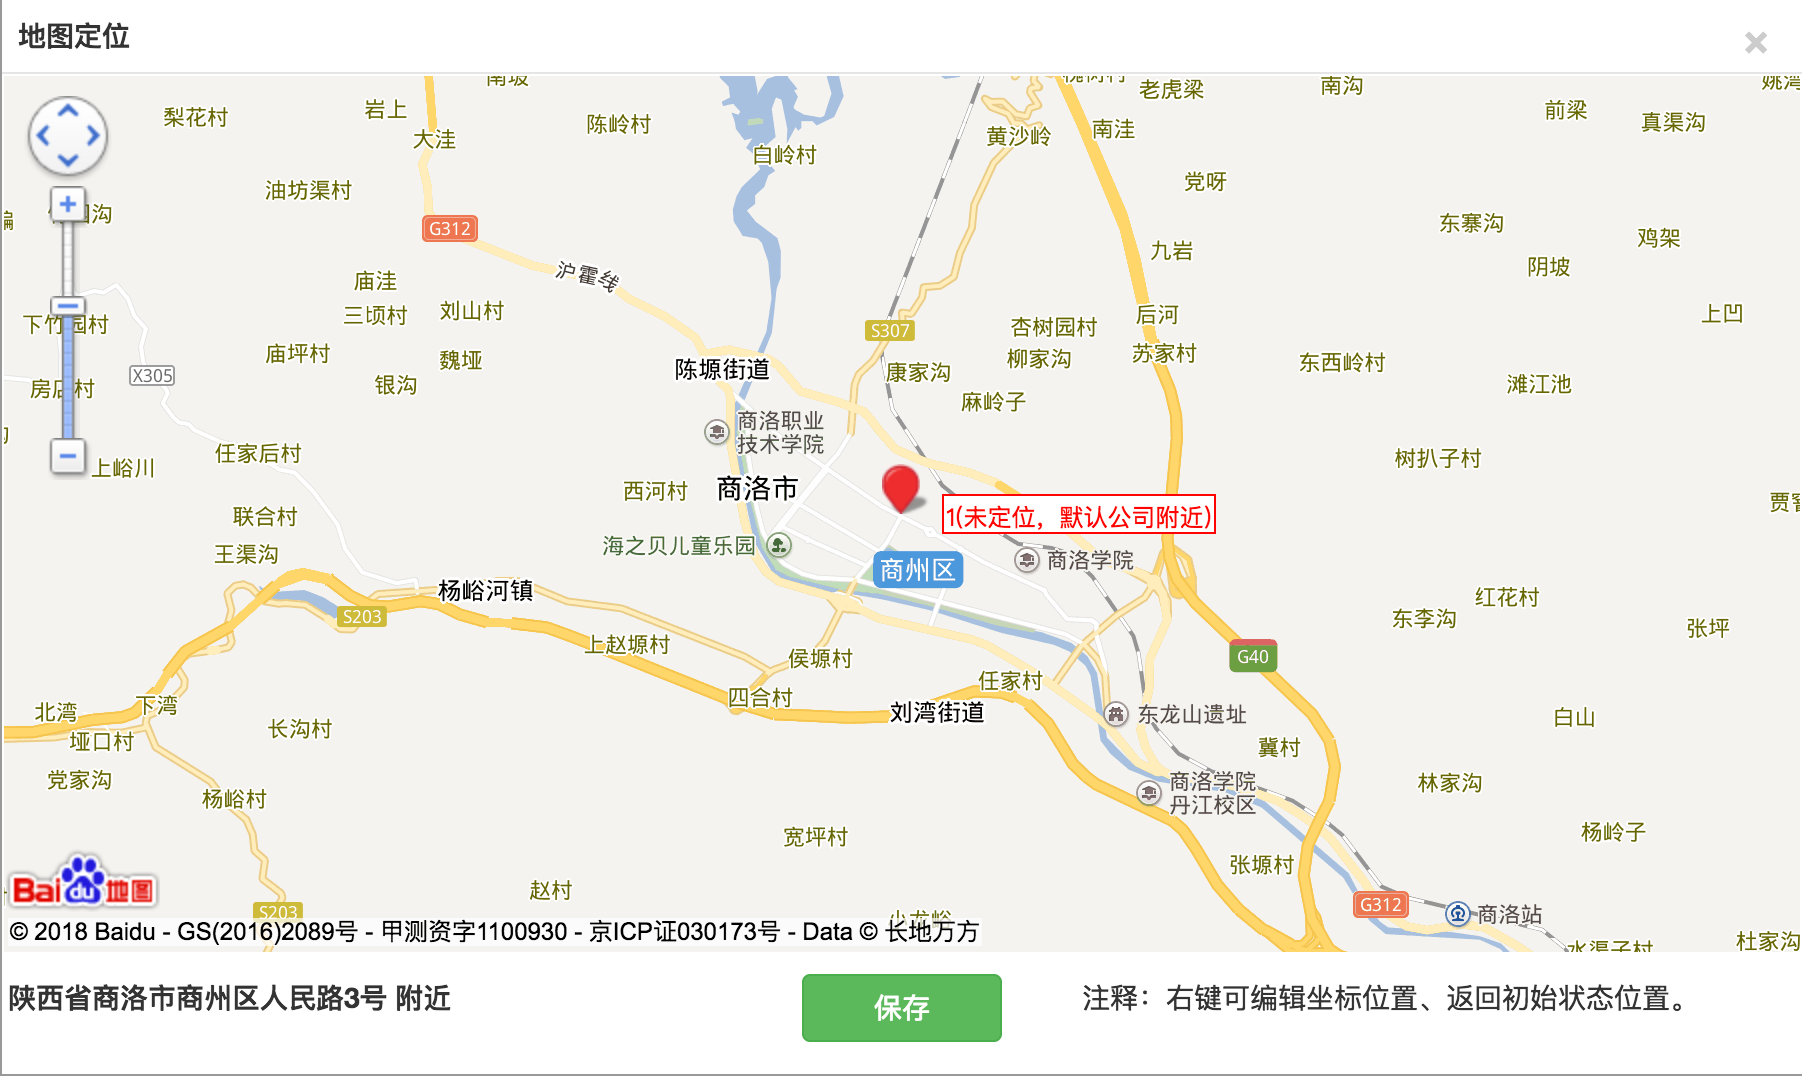 地图定位
南坡
老虎梁
南沟
梨花村
岩上
陈岭村
前梁
真渠沟
大洼
南洼
黄沙岭
白岭村
党呀
油坊渠村
G312
东寨沟
鸡架
九岩
阴坡
沪霍线
庙洼
三顷村
刘山村
后河
上凹
下竹园村
S307
杏树园村
苏家村
庙坪村
魏垭
柳家沟
东西岭村
陈塬街道
康家沟
X305
银沟
滩江池
麻岭子
商洛职业
技术学院
任家后村
树扒子村
上峪川
西河村
商洛市
联合村
1(未定位，默认公司附近)
王渠沟
海之贝儿童乐园
商州区
商洛学院
杨峪河镇
S203
红花村
东李沟
张坪
上赵塬村
侯塬村
G40
任家村
四合村
刘湾街道
北湾
下湾
东龙山遗址
白山
长沟村
垭口村
冀村
党家沟
商洛学院
丹江校区
林家沟
杨峪村
宽坪村
杨岭子
张塬村
Bai du 地图
赵村
G312
商洛站
S203
水渠子村
杜家沟
© 2018 Baidu - GS(2016)2089号 - 甲测资字1100930 - 京ICP证030173号 - Data © 长地万方
陕西省商洛市商州区人民路3号 附近
保存
注释：右键可编辑坐标位置、返回初始状态位置。